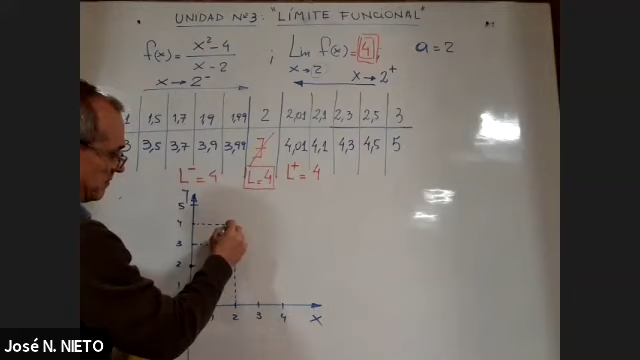 UNIDAD Nº3: "LÍMITE FUNCIONAL"
f(x) = x²-4 / x-2 ; Lim f(x) = 4 ; a = 2
x→2
x→2⁻ x→2⁺
1 1,5 1,7 1,9 1,99 2 2,01 2,1 2,3 2,5 3
3 3,5 3,7 3,9 3,99 ∄ 4,01 4,1 4,3 4,5 5
L⁻ = 4 L=4 L⁺ = 4
5
4
3
2
1
1 2 3 4 X
José N. NIETO